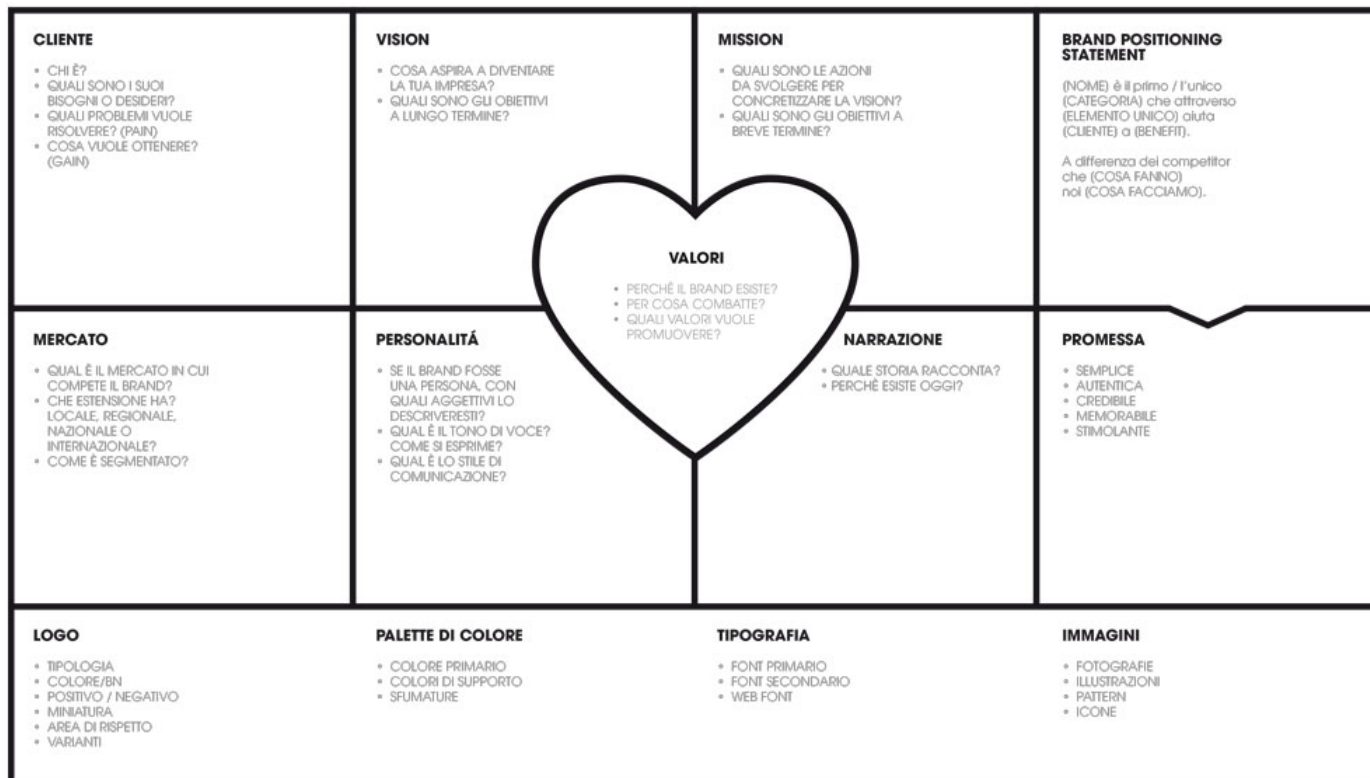 CLIENTE
• CHI È?
• QUALI SONO I SUOI
BISOGNI O DESIDERI?
• QUALI PROBLEMI VUOLE
RISOLVERE? (PAIN)
• COSA VUOLE OTTENERE?
(GAIN)
VISION
• COSA ASPIRA A DIVENTARE
LA TUA IMPRESA?
• QUALI SONO GLI OBIETTIVI
A LUNGO TERMINE?
MISSION
• QUALI SONO LE AZIONI
DA SVOLGERE PER
CONCRETIZZARE LA VISION?
• QUALI SONO GLI OBIETTIVI A
BREVE TERMINE?
BRAND POSITIONING
STATEMENT
(NOME) è il primo / l'unico
(CATEGORIA) che attraverso
(ELEMENTO UNICO) aiuta
(CLIENTE) a (BENEFIT).
A differenza dei competitor
che (COSA FANNO)
noi (COSA FACCIAMO).
VALORI
• PERCHÉ IL BRAND ESISTE?
• PER COSA COMBATTE?
• QUALI VALORI VUOLE
PROMUOVERE?
MERCATO
• QUAL È IL MERCATO IN CUI
COMPETE IL BRAND?
• CHE ESTENSIONE HA?
LOCALE, REGIONALE,
NAZIONALE O
INTERNAZIONALE?
• COME È SEGMENTATO?
PERSONALITÁ
• SE IL BRAND FOSSE
UNA PERSONA, CON
QUALI AGGETTIVI LO
DESCRIVERESTI?
• QUAL È IL TONO DI VOCE?
COME SI ESPRIME?
• QUAL È LO STILE DI
COMUNICAZIONE?
NARRAZIONE
• QUALE STORIA RACCONTA?
• PERCHÉ ESISTE OGGI?
PROMESSA
• SEMPLICE
• AUTENTICA
• CREDIBILE
• MEMORABILE
• STIMOLANTE
LOGO
• TIPOLOGIA
• COLORE/BN
• POSITIVO / NEGATIVO
• MINIATURA
• AREA DI RISPETTO
• VARIANTI
PALETTE DI COLORE
• COLORE PRIMARIO
• COLORI DI SUPPORTO
• SFUMATURE
TIPOGRAFIA
• FONT PRIMARIO
• FONT SECONDARIO
• WEB FONT
IMMAGINI
• FOTOGRAFIE
• ILLUSTRAZIONI
• PATTERN
• ICONE